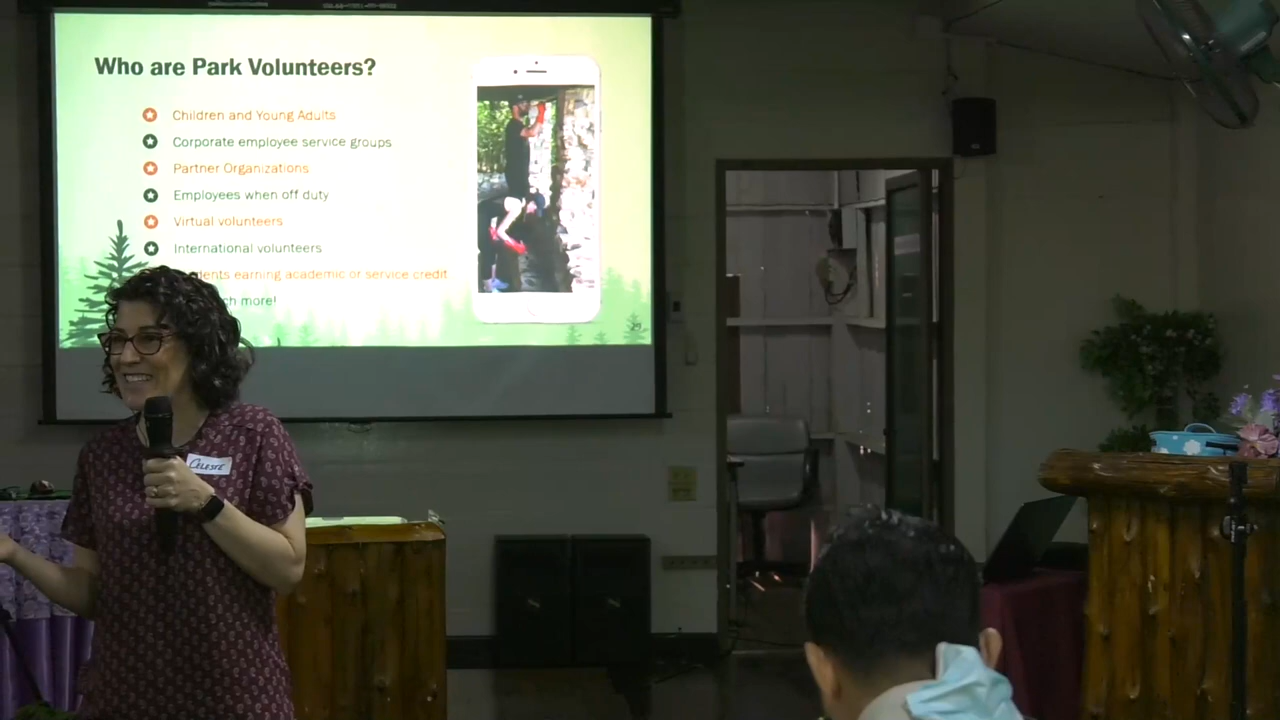 Who are Park Volunteers?
Children and Young Adults
Corporate employee service groups
Partner Organizations
Employees when off duty
Virtual volunteers
International volunteers
earning academic or service credit
more!
CELESTE